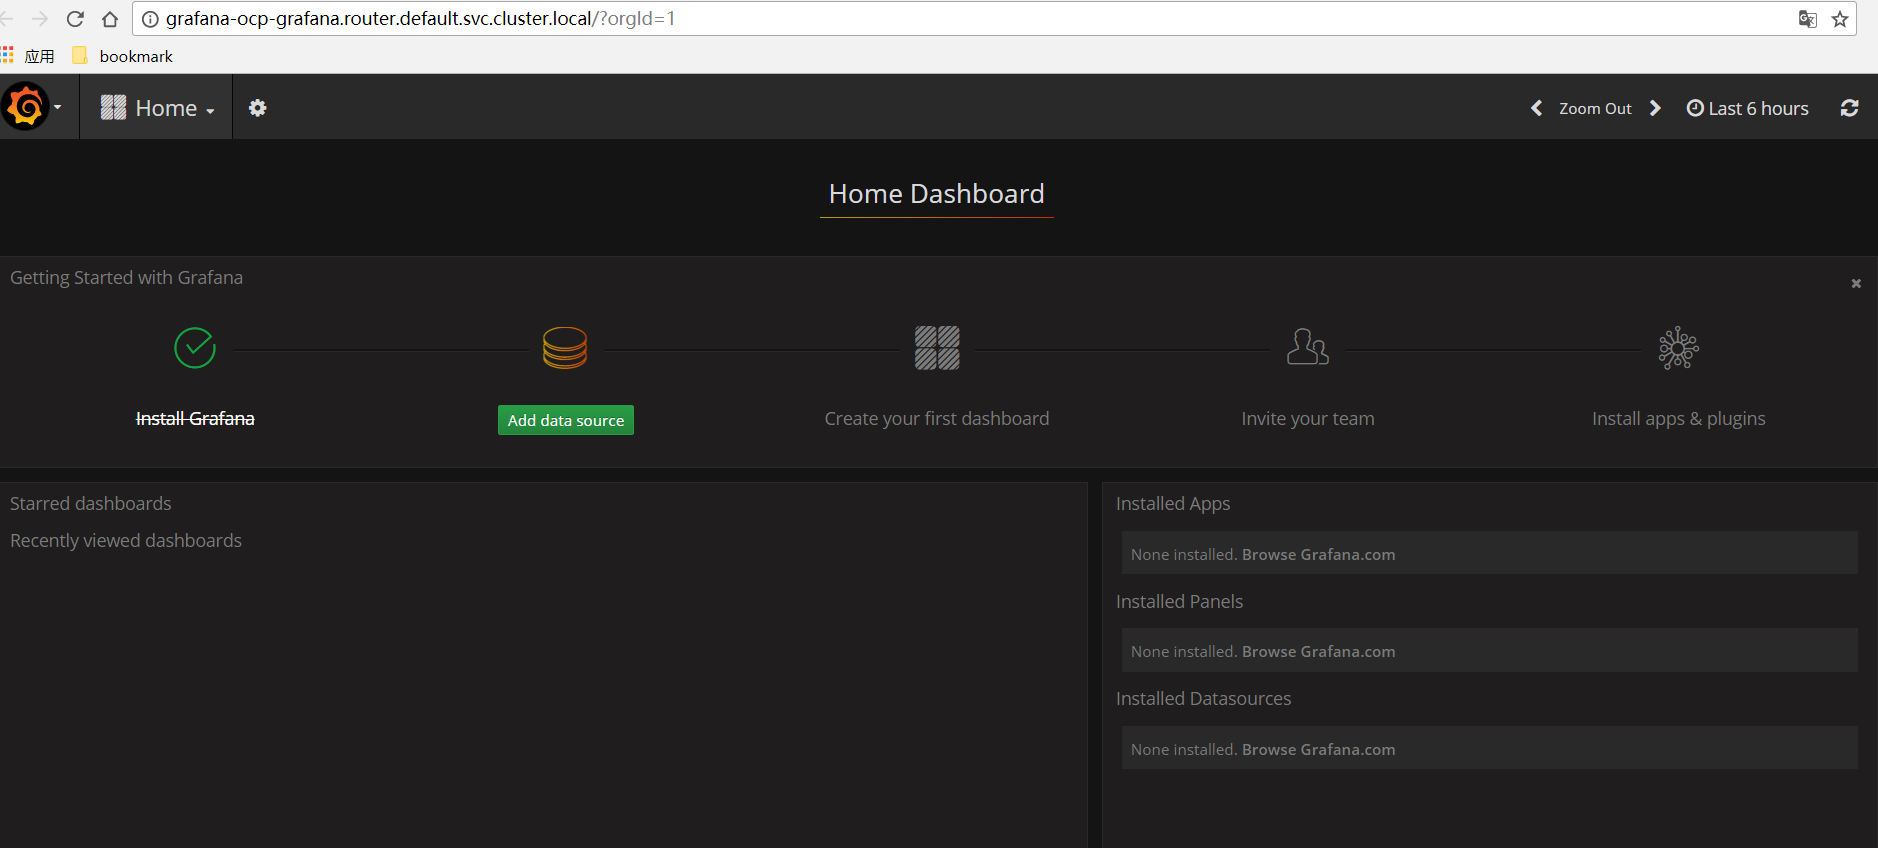 grafana-ocp-grafana.router.default.svc.cluster.local/?orgId=1
应用 bookmark
Home Zoom Out Last 6 hours
Home Dashboard
Getting Started with Grafana
Install Grafana Add data source Create your first dashboard Invite your team Install apps & plugins
Starred dashboards
Recently viewed dashboards
Installed Apps
None installed. Browse Grafana.com
Installed Panels
None installed. Browse Grafana.com
Installed Datasources
None installed. Browse Grafana.com